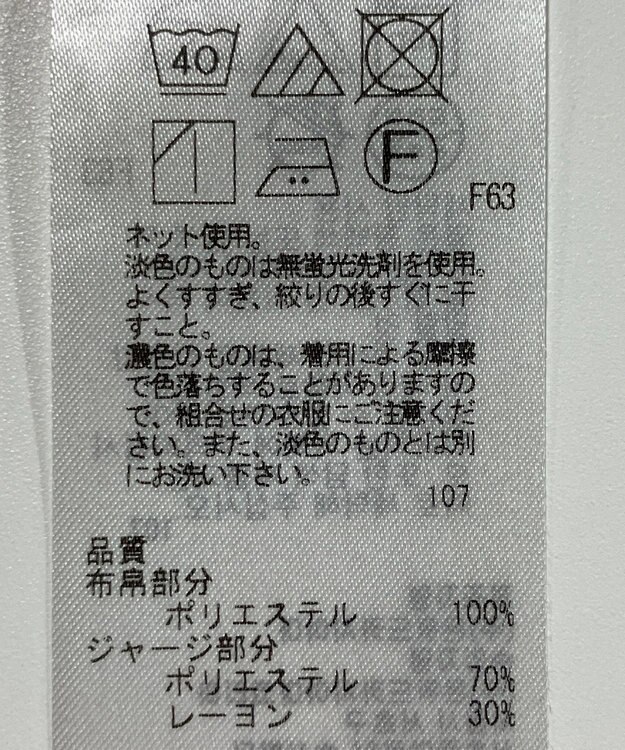 40
F
F63
ネット使用。
淡色のものは無蛍光洗剤を使用。
よくすすぎ、絞りの後すぐに干
すこと。
濃色のものは、着用による摩擦
で色落ちすることがありますの
で、組合せの衣服にご注意くだ
さい。また、淡色のものとは別
にお洗い下さい。
107
品質
布帛部分
ポリエステル 100%
ジャージ部分
ポリエステル 70%
レーヨン 30%